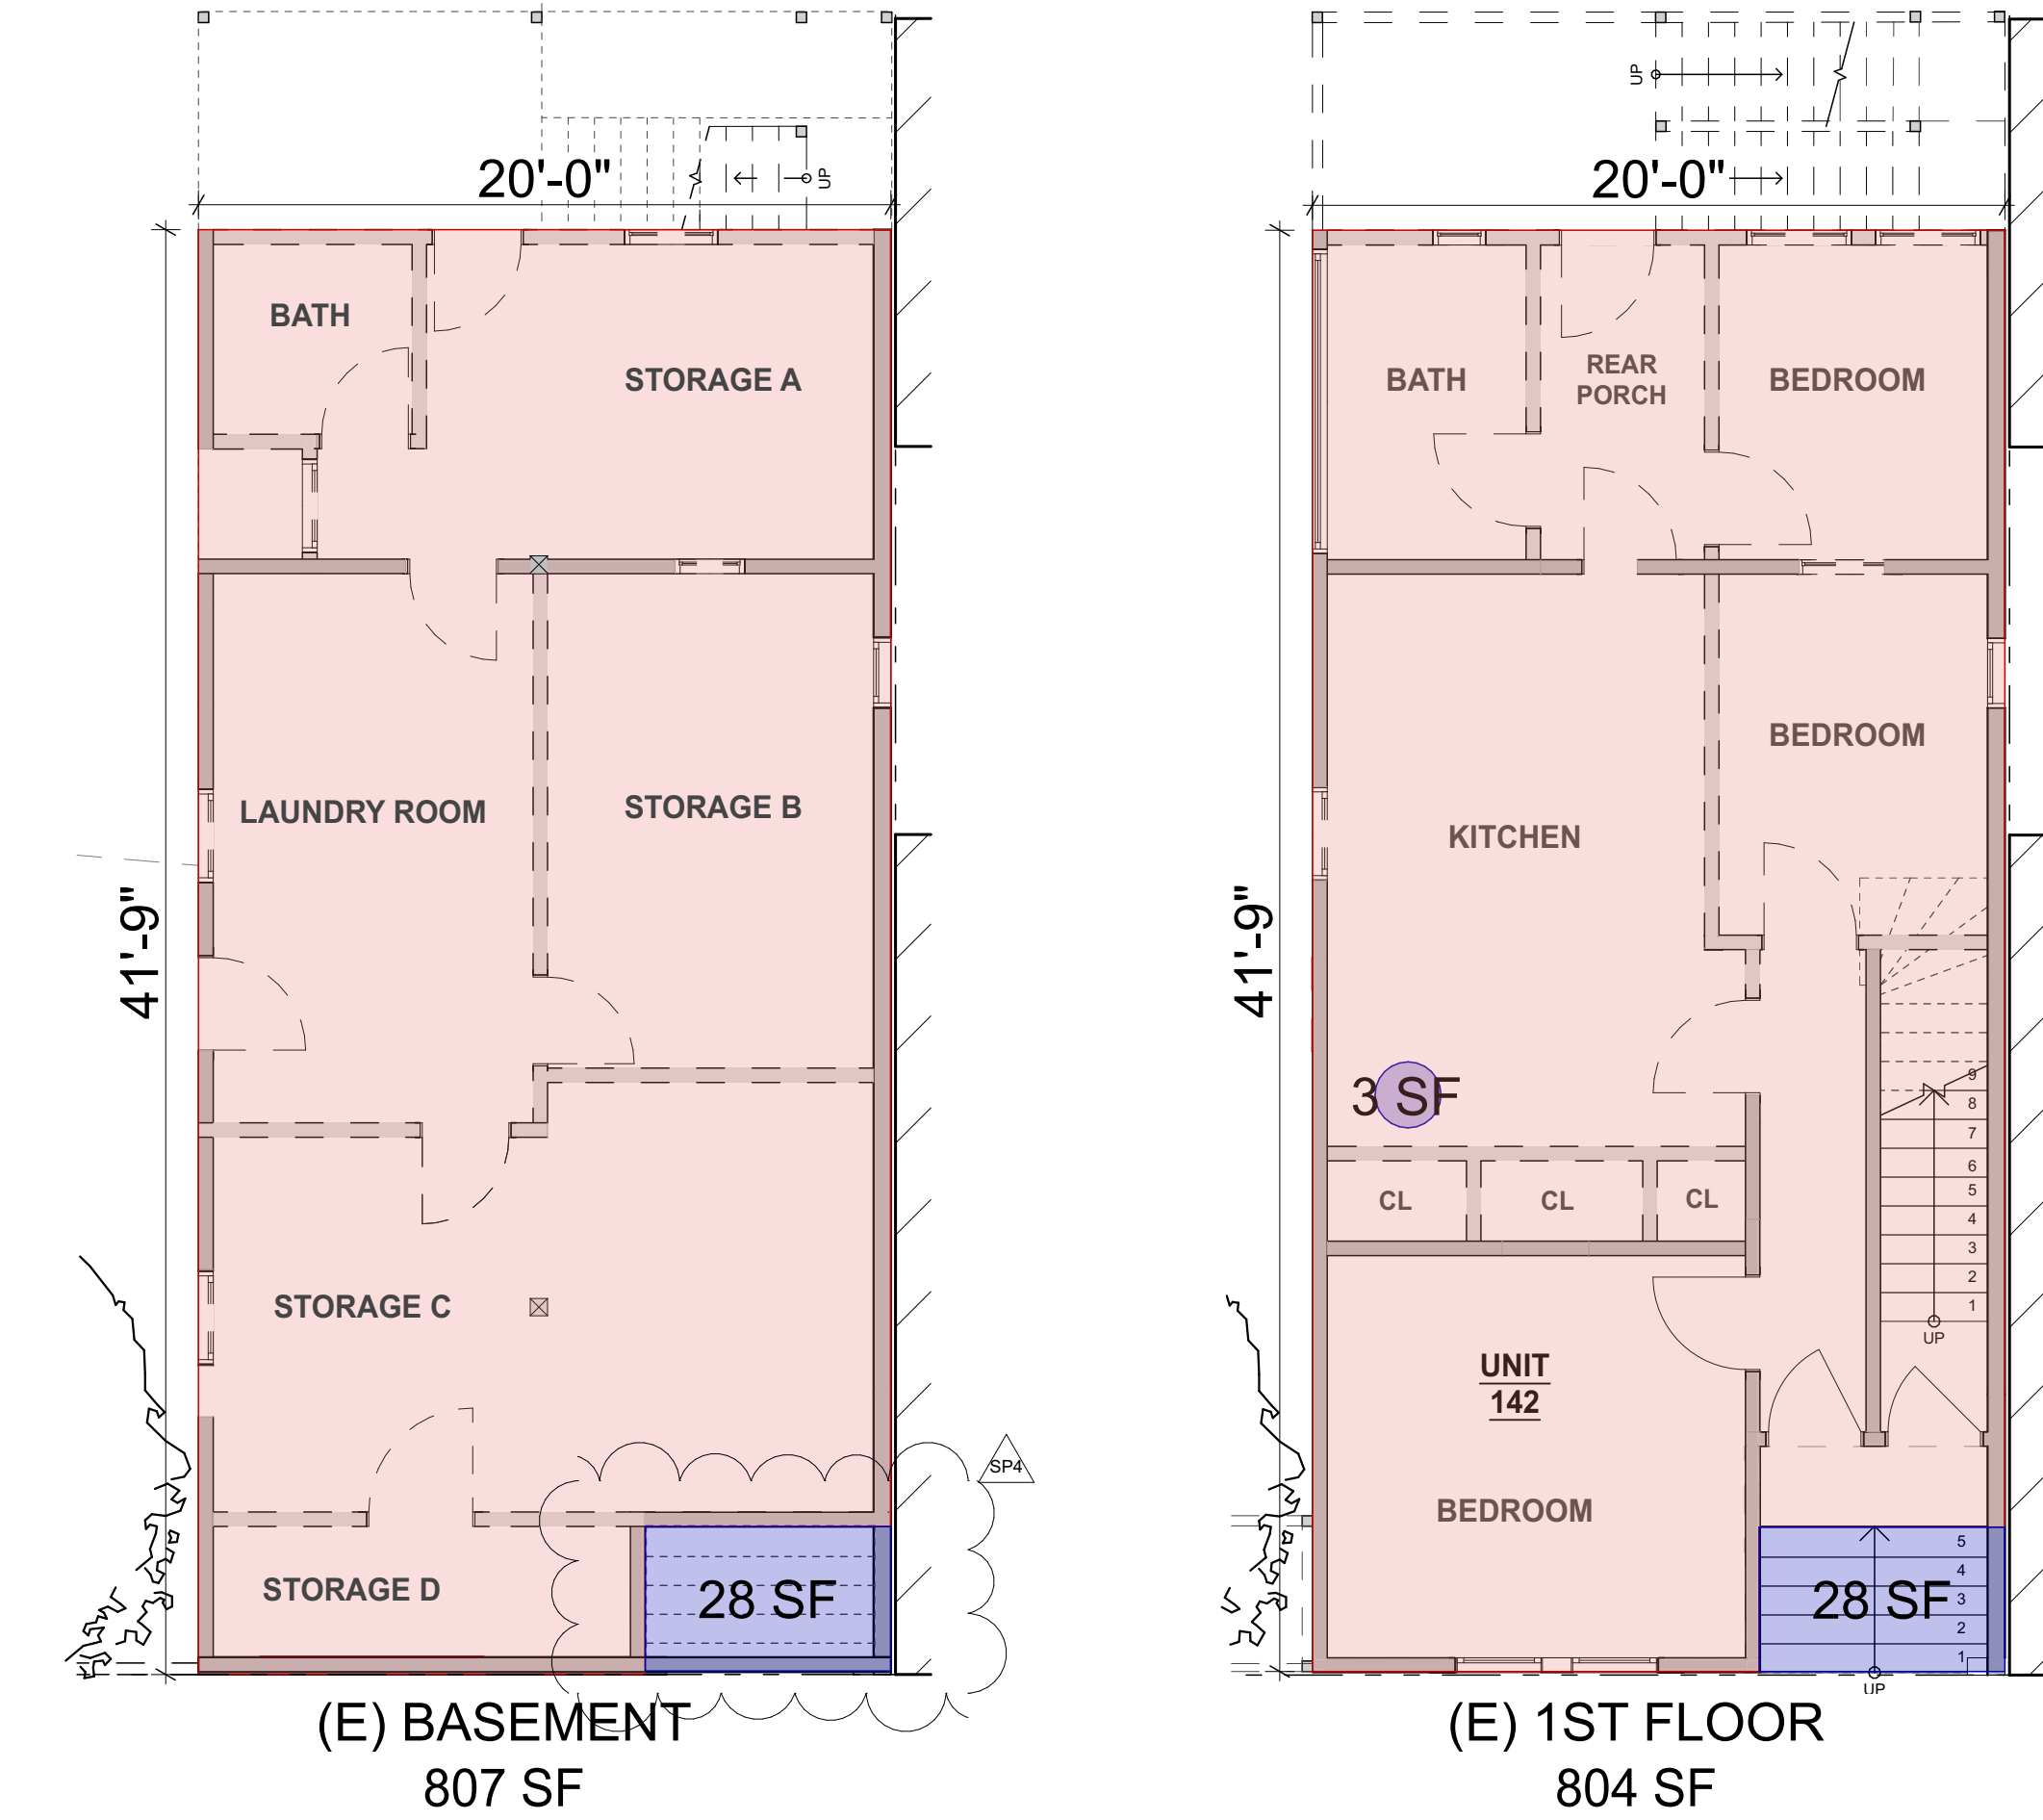 UP
20'-0"
BATH
STORAGE A
LAUNDRY ROOM
STORAGE B
41'-9"
STORAGE C
SP4
STORAGE D
28 SF
(E) BASEMENT
807 SF
UP
20'-0"
BATH
REAR
PORCH
BEDROOM
BEDROOM
KITCHEN
41'-9"
3 SF
CL
CL
CL
9
8
7
6
5
4
3
2
1
UP
UNIT
142
BEDROOM
5
4
3
2
1
28 SF
UP
(E) 1ST FLOOR
804 SF